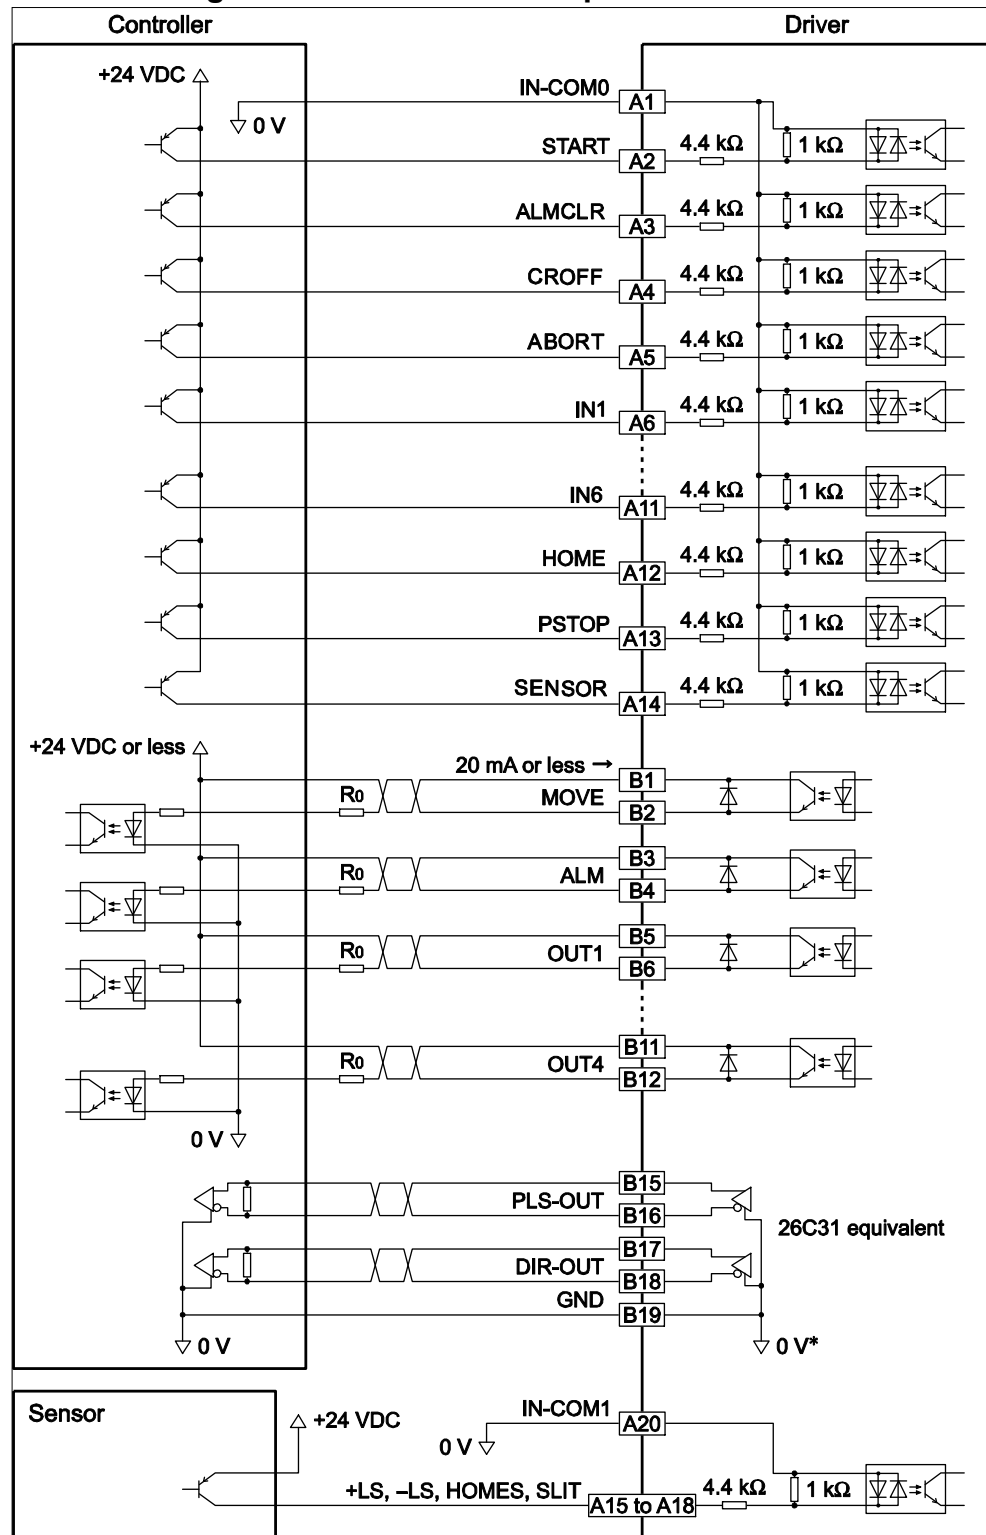 Controller
Driver
+24 VDC
IN-COM0
A1
0 V
START
A2
4.4 kΩ
1 kΩ
ALMCLR
A3
4.4 kΩ
1 kΩ
CROFF
A4
4.4 kΩ
1 kΩ
ABORT
A5
4.4 kΩ
1 kΩ
IN1
A6
4.4 kΩ
1 kΩ
IN6
A11
4.4 kΩ
1 kΩ
HOME
A12
4.4 kΩ
1 kΩ
PSTOP
A13
4.4 kΩ
1 kΩ
SENSOR
A14
4.4 kΩ
1 kΩ
+24 VDC or less
20 mA or less →
B1
R0
MOVE
B2
B3
R0
ALM
B4
B5
R0
OUT1
B6
B11
R0
OUT4
B12
0 V
B15
PLS-OUT
B16
26C31 equivalent
B17
DIR-OUT
B18
GND
B19
0 V
0 V*
Sensor
+24 VDC
IN-COM1
A20
0 V
+LS, –LS, HOMES, SLIT
A15 to A18
4.4 kΩ
1 kΩ